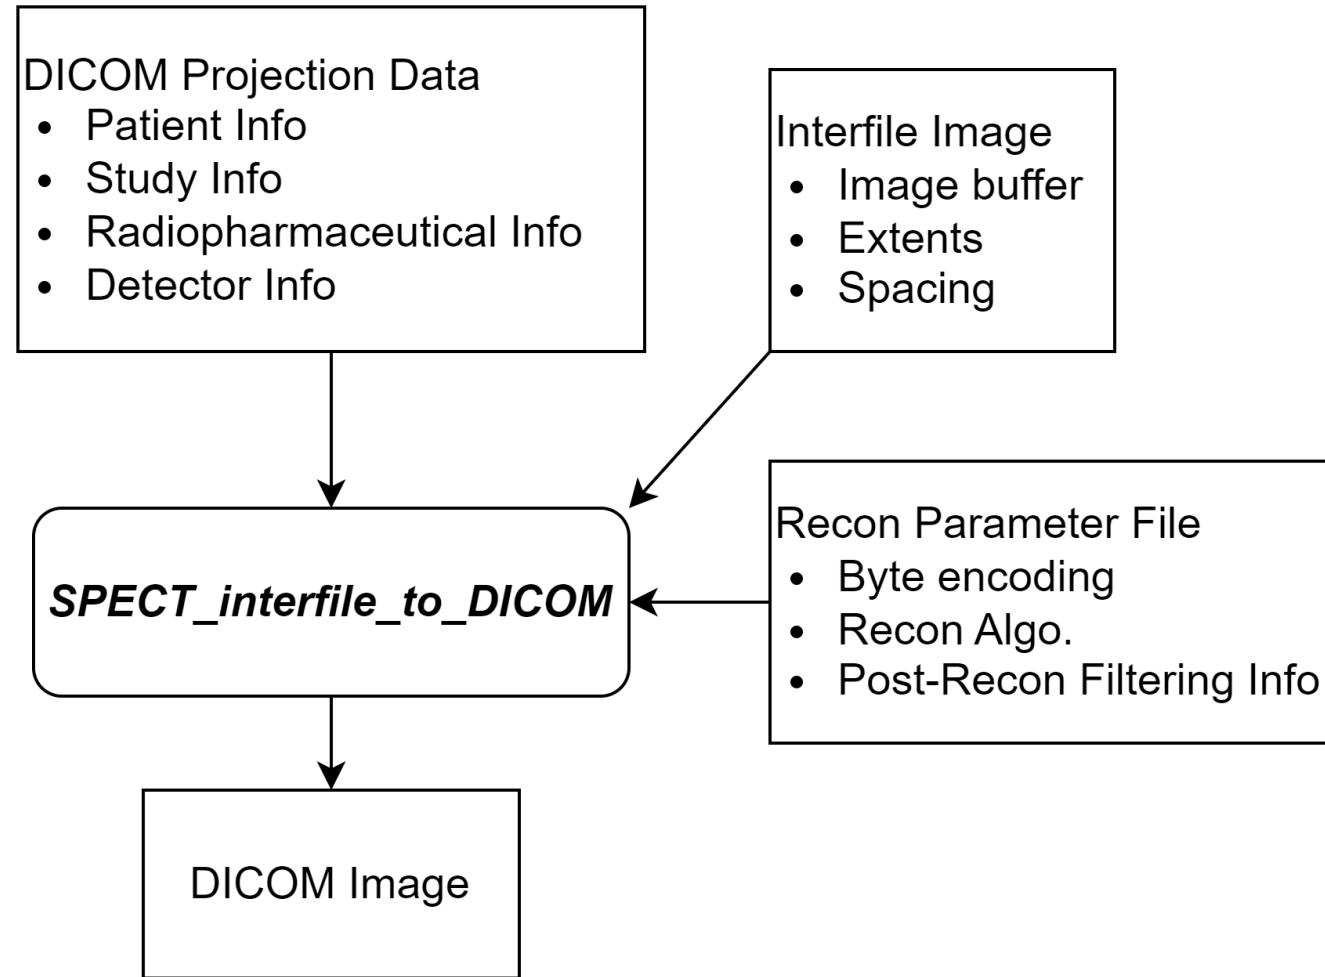 DICOM Projection Data
• Patient Info
• Study Info
• Radiopharmaceutical Info
• Detector Info
Interfile Image
• Image buffer
• Extents
• Spacing
Recon Parameter File
• Byte encoding
• Recon Algo.
• Post-Recon Filtering Info
SPECT_interfile_to_DICOM
DICOM Image